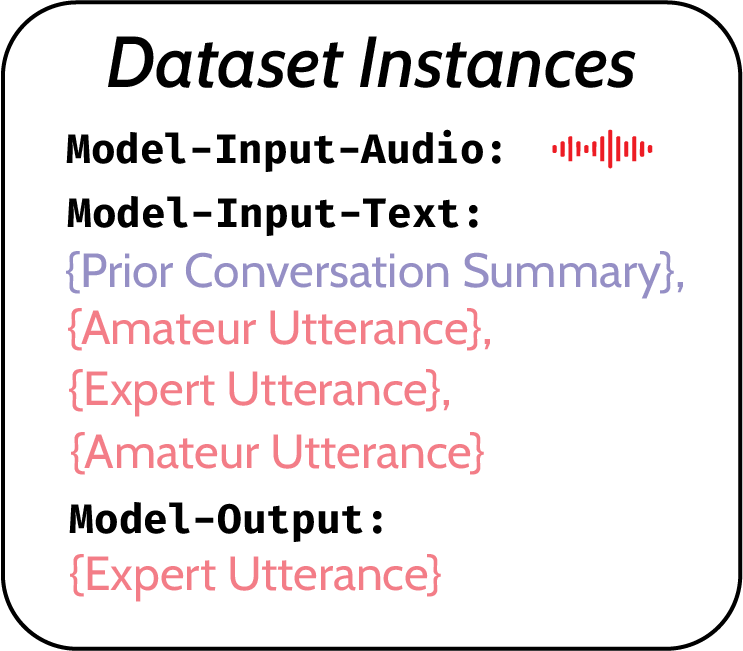 Dataset Instances
Model-Input-Audio:
Model-Input-Text:
{Prior Conversation Summary},
{Amateur Utterance},
{Expert Utterance},
{Amateur Utterance}
Model-Output:
{Expert Utterance}